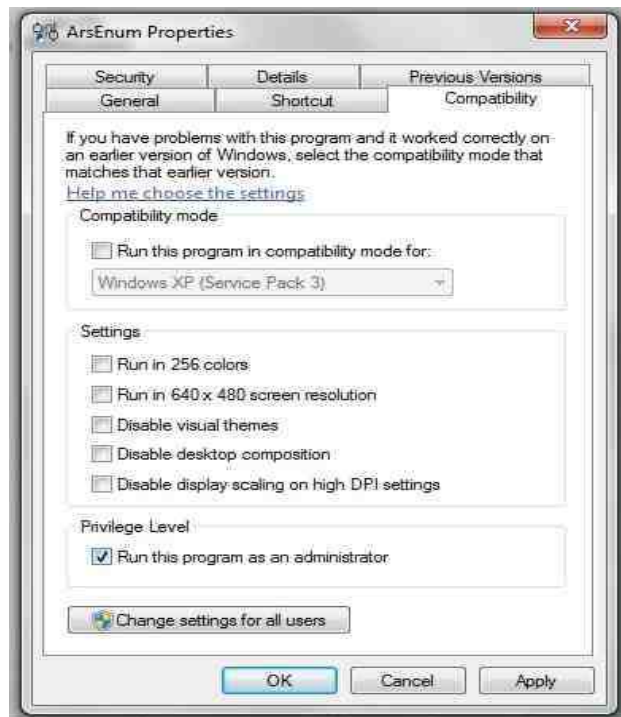 ArsEnum Properties
Security Details Previous Versions
General Shortcut Compatibility
If you have problems with this program and it worked correctly on
an earlier version of Windows, select the compatibility mode that
matches that earlier version.
Help me choose the settings
Compatibility mode
Run this program in compatibility mode for:
Windows XP (Service Pack 3)
Settings
Run in 256 colors
Run in 640 x 480 screen resolution
Disable visual themes
Disable desktop composition
Disable display scaling on high DPI settings
Privilege Level
Run this program as an administrator
Change settings for all users
OK Cancel Apply